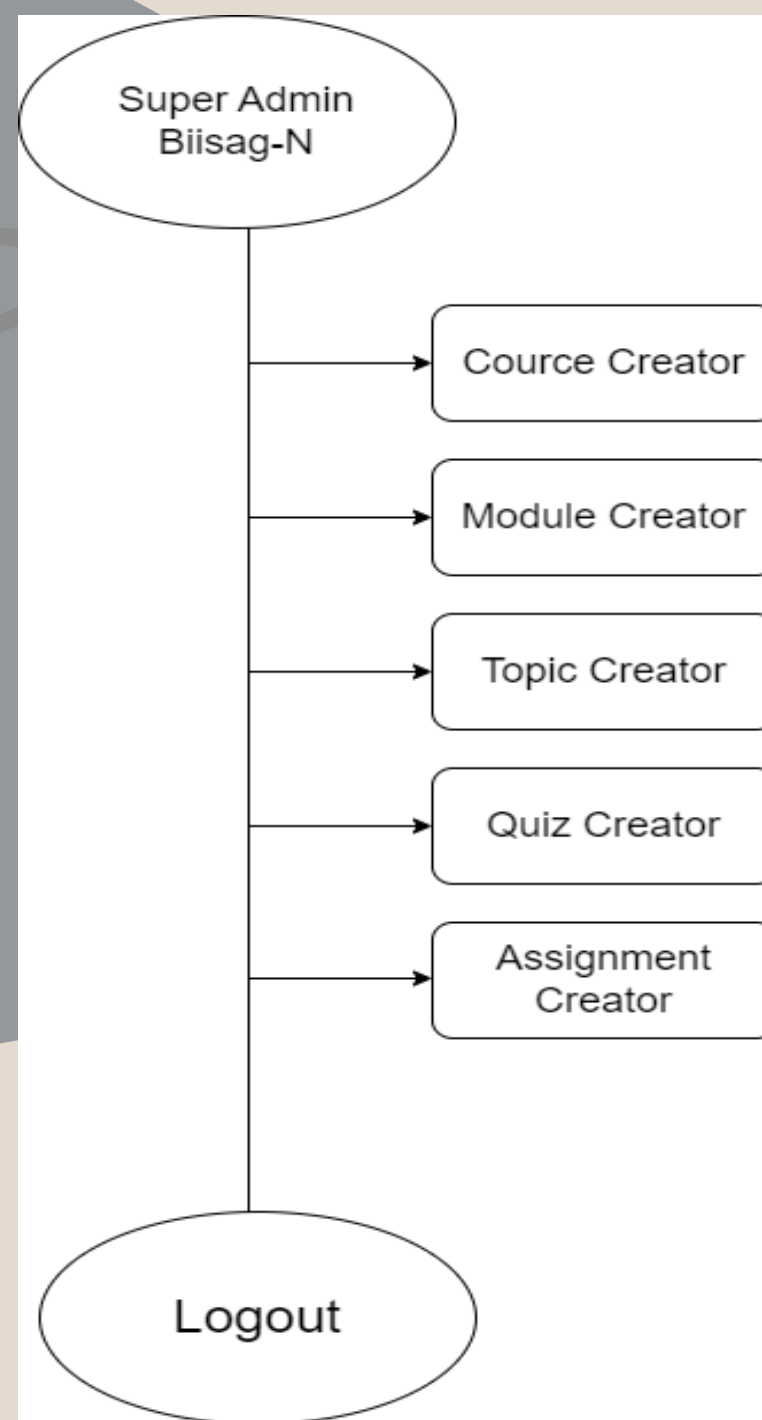 Super Admin
Biisag-N
Cource Creator
Module Creator
Topic Creator
Quiz Creator
Assignment
Creator
Logout